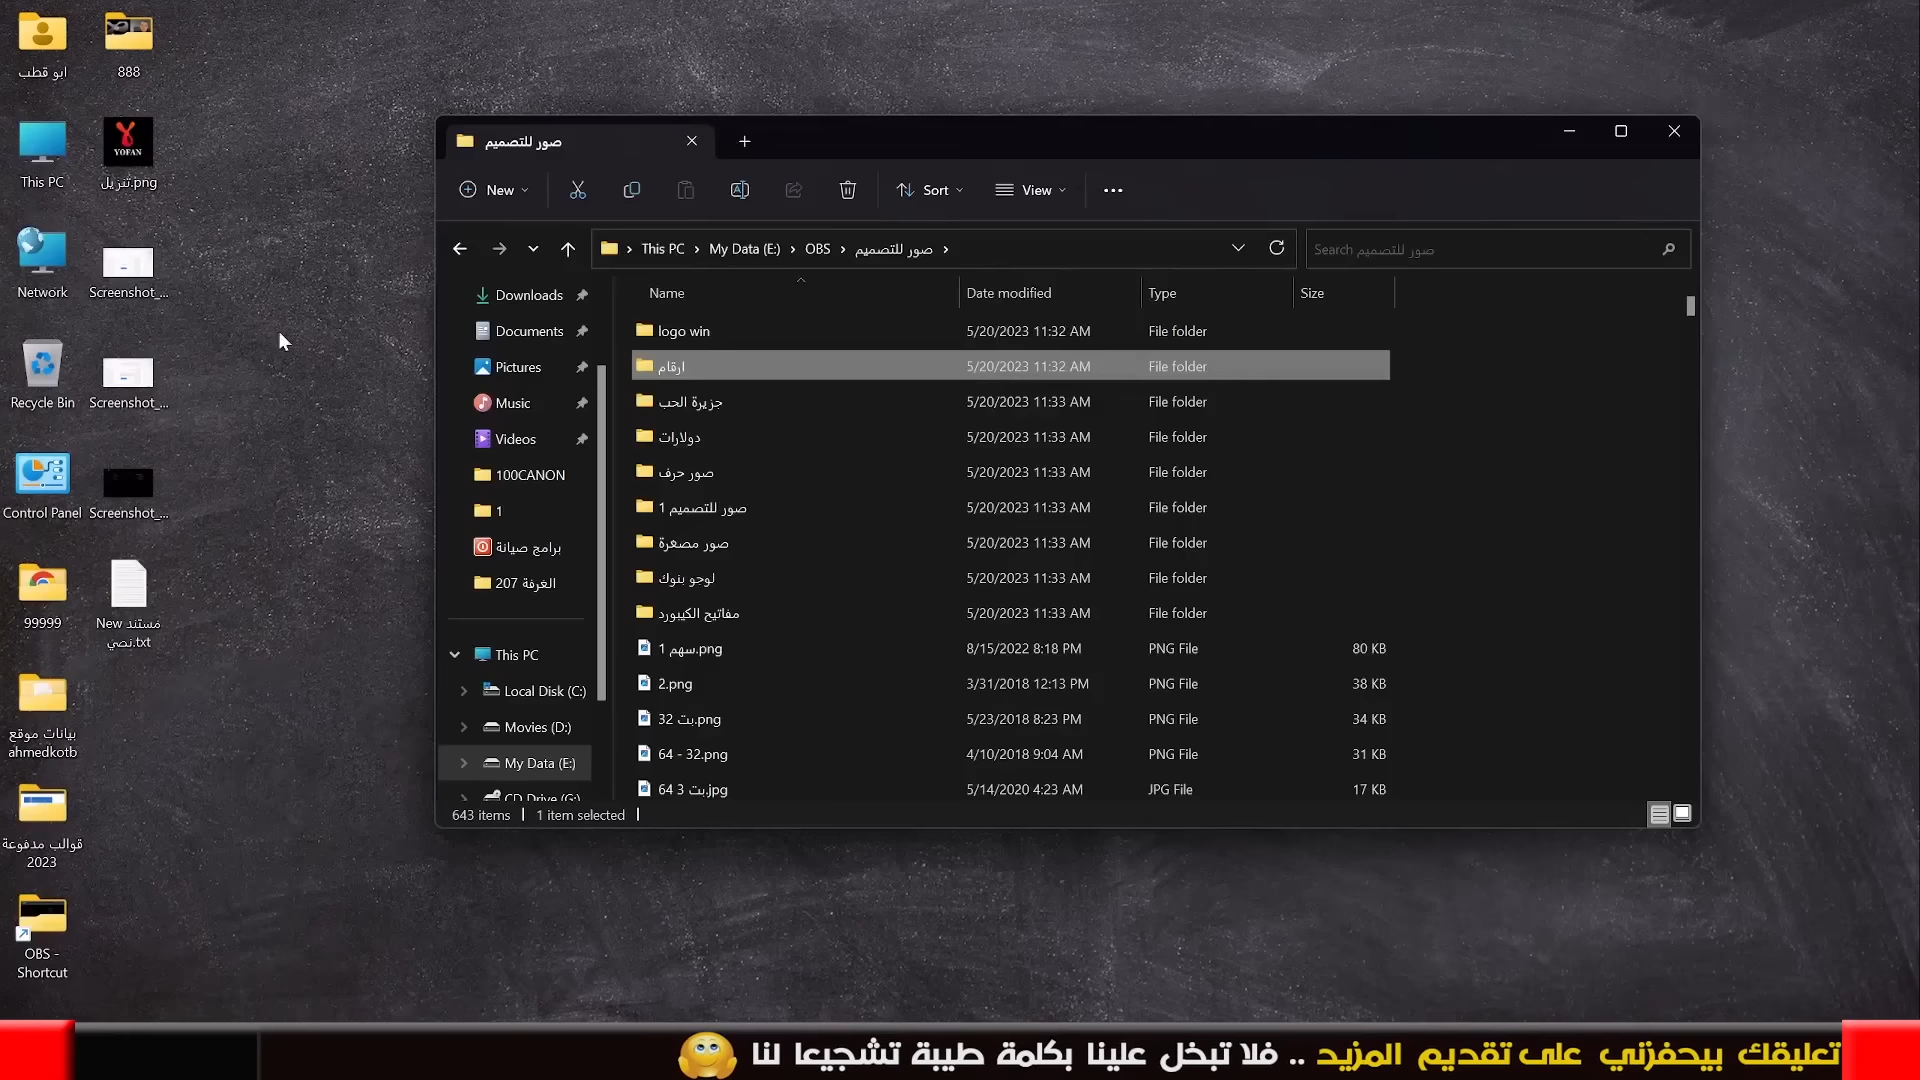 ابو قطب
888
This PC
YOFAN
تنزيل.png
Network
Screenshot_...
Recycle Bin
Screenshot_...
Control Panel
Screenshot_...
99999
New مستند نصي.txt
بيانات موقع
ahmedkotb
قوالب مدفوعة
2023
OBS -
Shortcut
صور للتصميم
New
Sort
View
This PC
My Data (E:)
OBS
صور للتصميم
Search صور للتصميم
Downloads
Documents
Pictures
Music
Videos
100CANON
1
برامج صيانة
الغرفة 207
This PC
Local Disk (C:)
Movies (D:)
My Data (E:)
CD Drive (G:)
Name Date modified Type Size
logo win 5/20/2023 11:32 AM File folder
ارقام 5/20/2023 11:32 AM File folder
جزيرة الحب 5/20/2023 11:33 AM File folder
دولارات 5/20/2023 11:33 AM File folder
صور حرف 5/20/2023 11:33 AM File folder
صور للتصميم 1 5/20/2023 11:33 AM File folder
صور مصغرة 5/20/2023 11:33 AM File folder
لوجو بنوك 5/20/2023 11:33 AM File folder
مفاتيح الكيبورد 5/20/2023 11:33 AM File folder
1 سهم.png 8/15/2022 8:18 PM PNG File 80 KB
2.png 3/31/2018 12:13 PM PNG File 38 KB
32 بت.png 5/23/2018 8:23 PM PNG File 34 KB
64 - 32.png 4/10/2018 9:04 AM PNG File 31 KB
64 بت 3.jpg 5/14/2020 4:23 AM JPG File 17 KB
643 items 1 item selected
تعليقك بيحفزني على تقديم المزيد .. فلا تبخل علينا بكلمة طيبة تشجيعا لنا